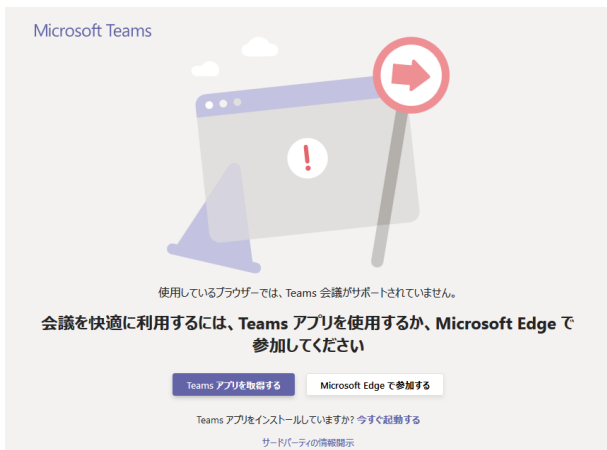 Microsoft Teams
使用しているブラウザーでは、Teams 会議がサポートされていません。
会議を快適に利用するには、Teams アプリを使用するか、Microsoft Edge で
参加してください
Teams アプリを取得する
Microsoft Edge で参加する
Teams アプリをインストールしていますか? 今すぐ起動する
サードパーティの情報開示